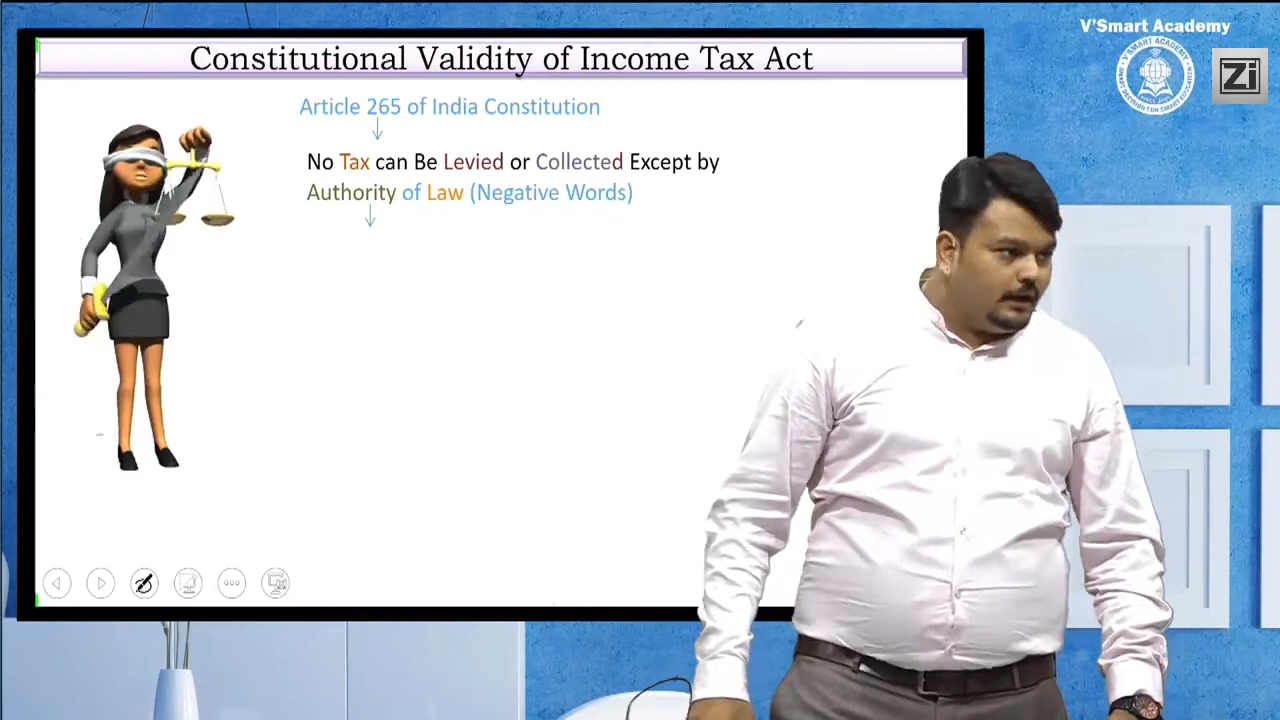 V'Smart Academy
Constitutional Validity of Income Tax Act
Zi
Article 265 of India Constitution
No Tax can Be Levied or Collected Except by
Authority of Law (Negative Words)